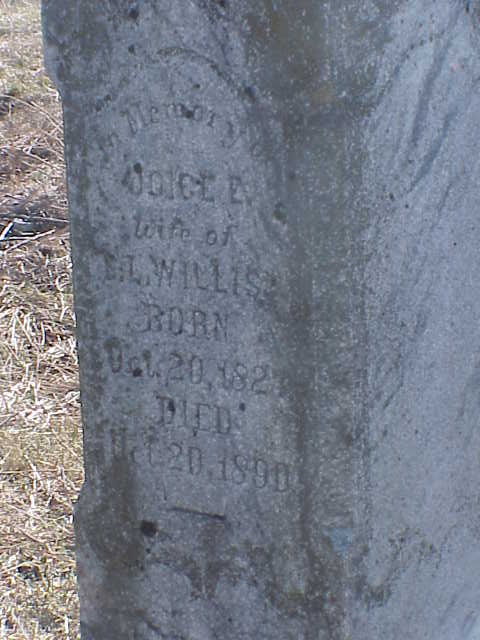 In Memory of
JOICE E.
wife of
WILLIS
BORN
Oct. 20, 182
DIED
Oct. 20, 1890